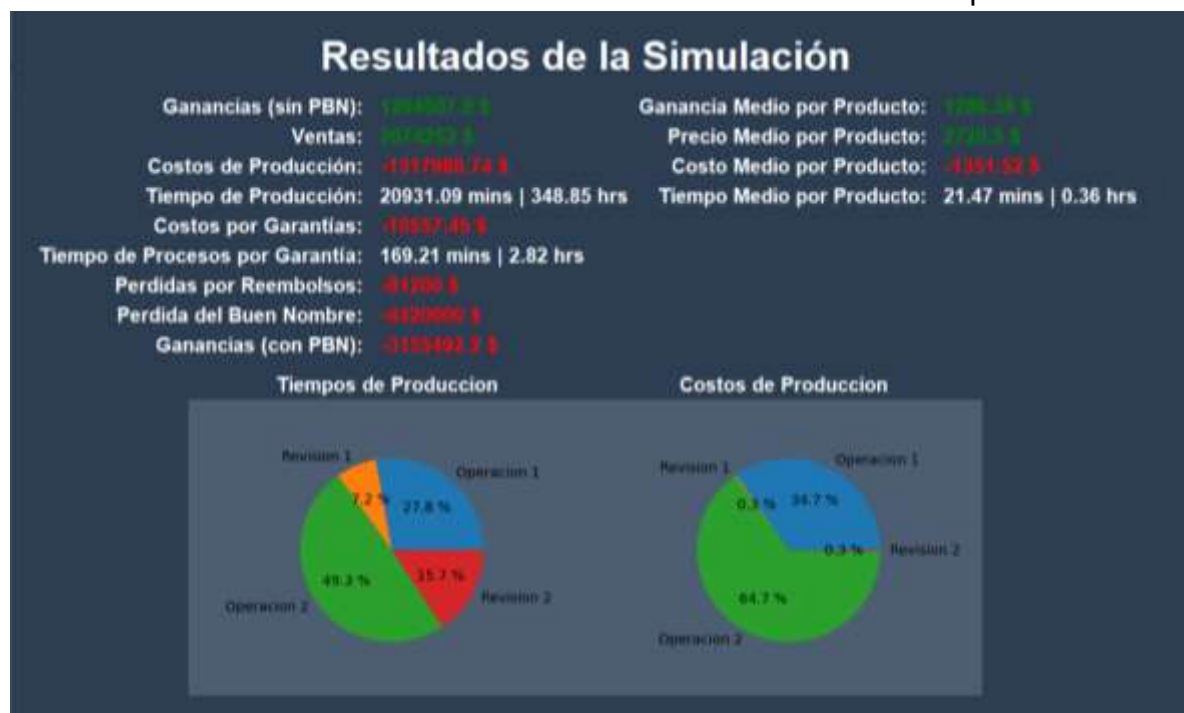 Resultados de la Simulación
Ganancias (sin PBN):
Ganancia Medio por Producto:
Ventas:
Precio Medio por Producto:
Costos de Producción:
Costo Medio por Producto: -1351.52 $
Tiempo de Producción: 20931.09 mins | 348.85 hrs
Tiempo Medio por Producto: 21.47 mins | 0.36 hrs
Costos por Garantías:
Tiempo de Procesos por Garantía: 169.21 mins | 2.82 hrs
Perdidas por Reembolsos: -81200 $
Perdida del Buen Nombre:
Ganancias (con PBN):
Tiempos de Produccion
Costos de Produccion
Revision 1
Operacion 1
7.2 %
27.8 %
49.3 %
15.7 %
Operacion 2
Revision 2
Revision 1
Operacion 1
0.3 %
34.7 %
0.3 %
Revision 2
64.7 %
Operacion 2